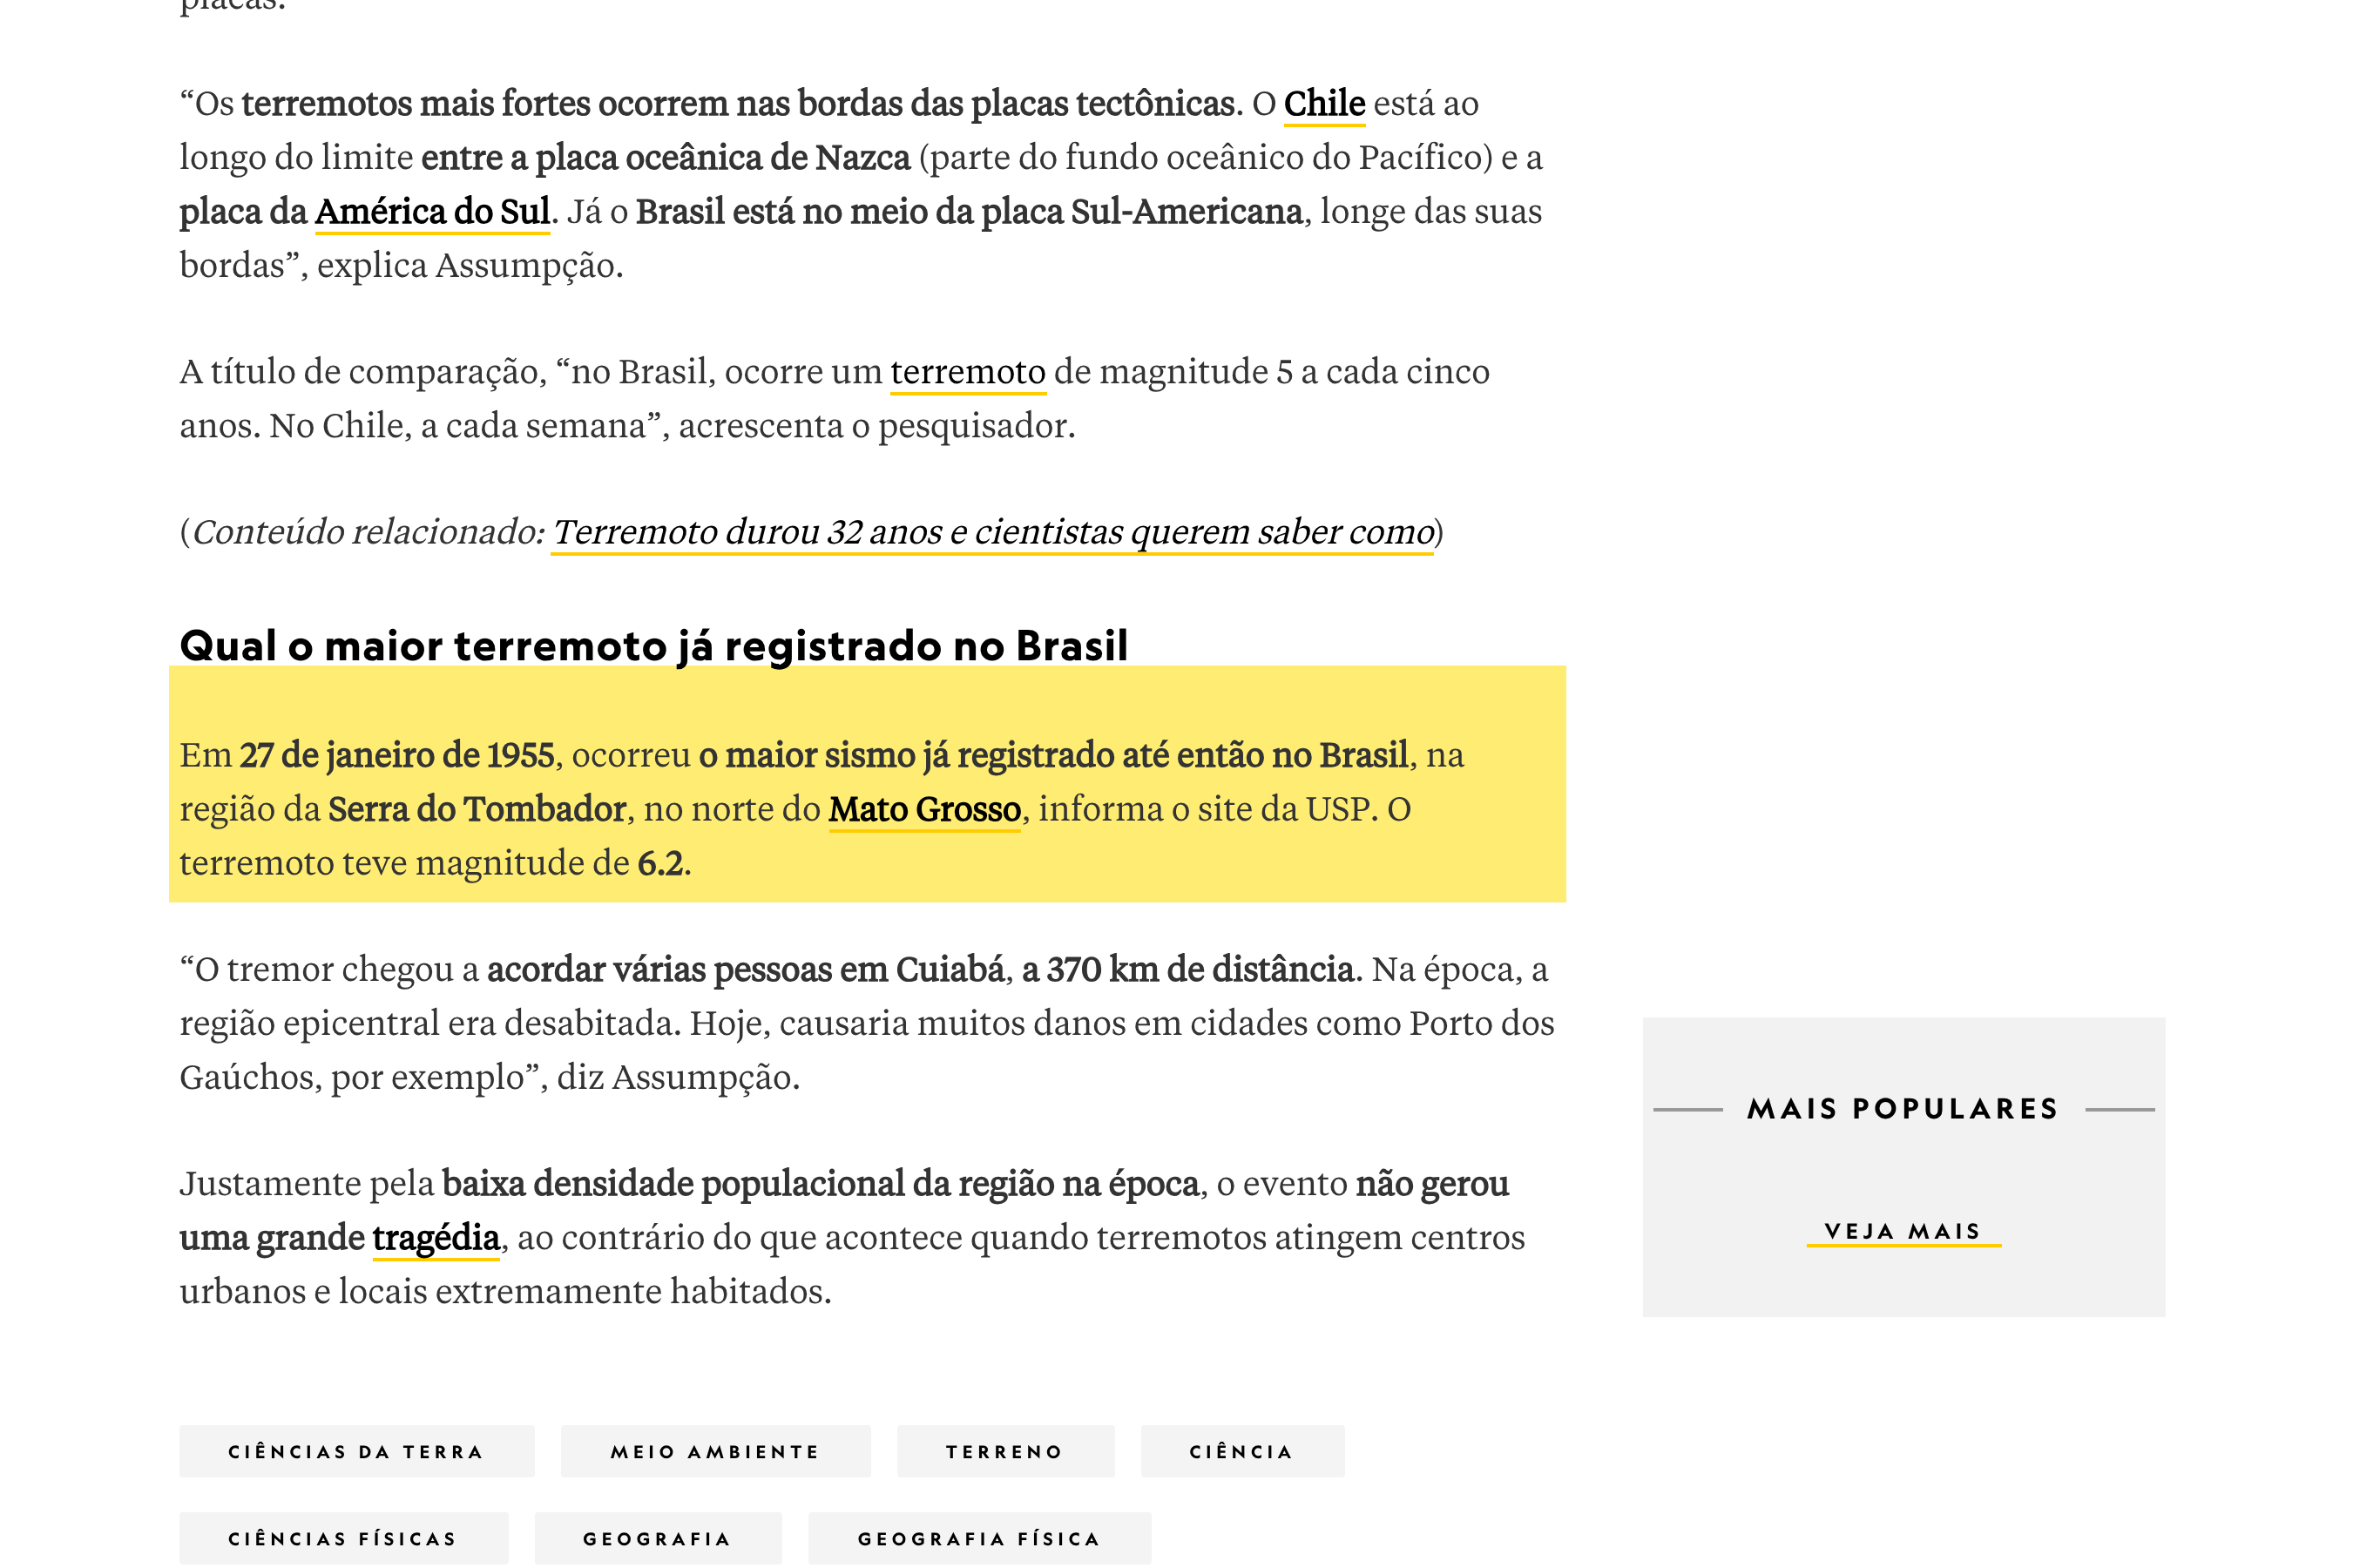 placas.
“Os terremotos mais fortes ocorrem nas bordas das placas tectônicas. O Chile está ao
longo do limite entre a placa oceânica de Nazca (parte do fundo oceânico do Pacífico) e a
placa da América do Sul. Já o Brasil está no meio da placa Sul-Americana, longe das suas
bordas”, explica Assumpção.
A título de comparação, “no Brasil, ocorre um terremoto de magnitude 5 a cada cinco
anos. No Chile, a cada semana”, acrescenta o pesquisador.
(Conteúdo relacionado: Terremoto durou 32 anos e cientistas querem saber como)
Qual o maior terremoto já registrado no Brasil
Em 27 de janeiro de 1955, ocorreu o maior sismo já registrado até então no Brasil, na
região da Serra do Tombador, no norte do Mato Grosso, informa o site da USP. O
terremoto teve magnitude de 6.2.
“O tremor chegou a acordar várias pessoas em Cuiabá, a 370 km de distância. Na época, a
região epicentral era desabitada. Hoje, causaria muitos danos em cidades como Porto dos
Gaúchos, por exemplo”, diz Assumpção.
Justamente pela baixa densidade populacional da região na época, o evento não gerou
uma grande tragédia, ao contrário do que acontece quando terremotos atingem centros
urbanos e locais extremamente habitados.
MAIS POPULARES
VEJA MAIS
CIÊNCIAS DA TERRA MEIO AMBIENTE TERRENO CIÊNCIA
CIÊNCIAS FÍSICAS GEOGRAFIA GEOGRAFIA FÍSICA